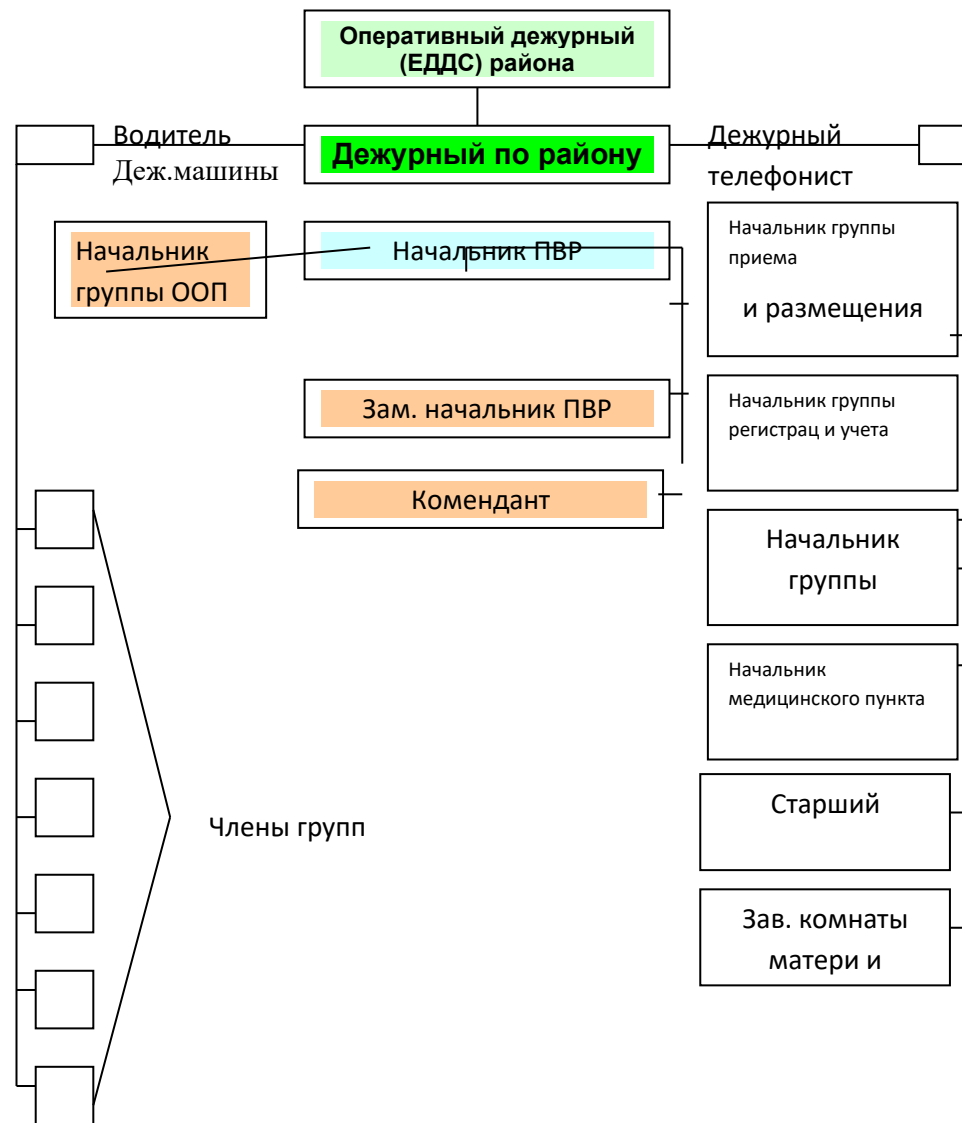 Оперативный дежурный
(ЕДДС) района
Водитель
Деж.машины
Дежурный по району
Дежурный
телефонист
Начальник
группы ООП
Начальник ПВР
Начальник группы
приема
и размещения
Зам. начальник ПВР
Начальник группы
регистрац и учета
Комендант
Начальник
группы
Начальник
медицинского пункта
Старший
Члены групп
Зав. комнаты
матери и